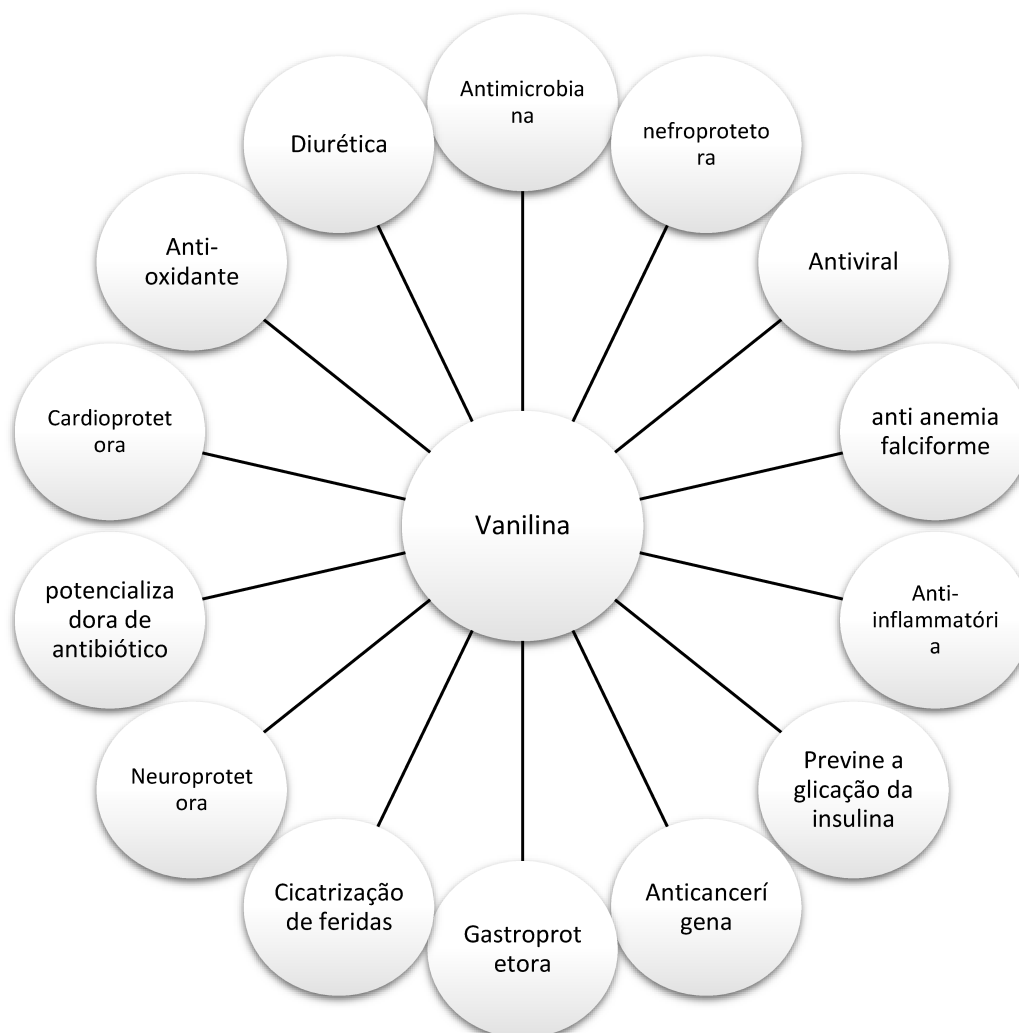 Antimicrobia
na
nefroproteto
ra
Diurética
Antiviral
Anti-
oxidante
anti anemia
falciforme
Cardioprotet
ora
Vanilina
potencializa
dora de
antibiótico
Anti-
inflammatóri
a
Previne a
glicação da
insulina
Neuroprotet
ora
Cicatrização
de feridas
Anticancerí
gena
Gastroprot
etora